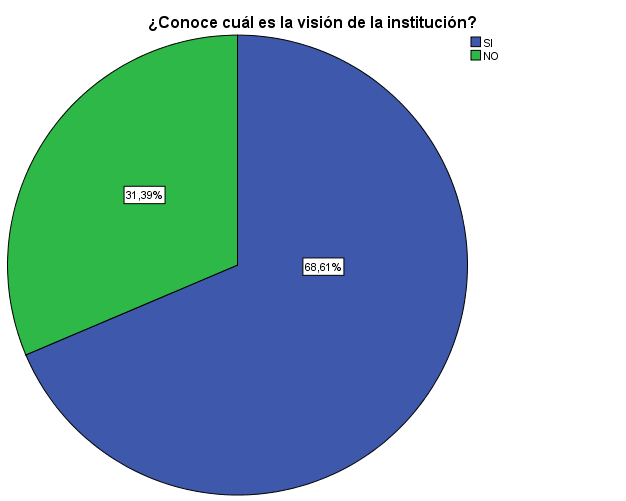 ¿Conoce cuál es la visión de la institución?
SI
NO
31,39%
68,61%